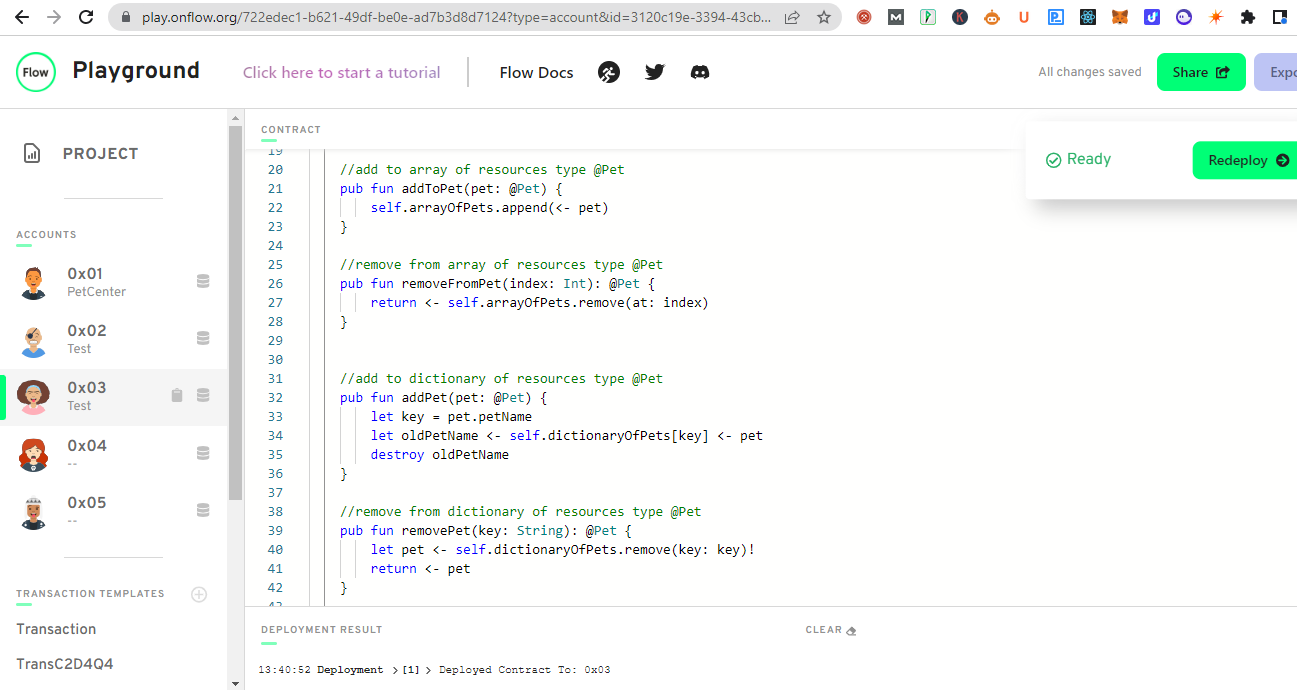 play.onflow.org/722edec1-b621-49df-be0e-ad7b3d8d7124?type=account&id=3120c19e-3394-43cb...
Flow
Playground
Click here to start a tutorial
Flow Docs
All changes saved
Share
Expo
PROJECT
ACCOUNTS
0x01
PetCenter
0x02
Test
0x03
Test
0x04
--
0x05
--
TRANSACTION TEMPLATES
Transaction
TransC2D4Q4
CONTRACT
Ready
Redeploy
19
20 //add to array of resources type @Pet
21 pub fun addToPet(pet: @Pet) {
22 self.arrayOfPets.append(<- pet)
23 }
24
25 //remove from array of resources type @Pet
26 pub fun removeFromPet(index: Int): @Pet {
27 return <- self.arrayOfPets.remove(at: index)
28 }
29
30
31 //add to dictionary of resources type @Pet
32 pub fun addPet(pet: @Pet) {
33 let key = pet.petName
34 let oldPetName <- self.dictionaryOfPets[key] <- pet
35 destroy oldPetName
36 }
37
38 //remove from dictionary of resources type @Pet
39 pub fun removePet(key: String): @Pet {
40 let pet <- self.dictionaryOfPets.remove(key: key)!
41 return <- pet
42 }
DEPLOYMENT RESULT
CLEAR
13:40:52 Deployment > [1] > Deployed Contract To: 0x03